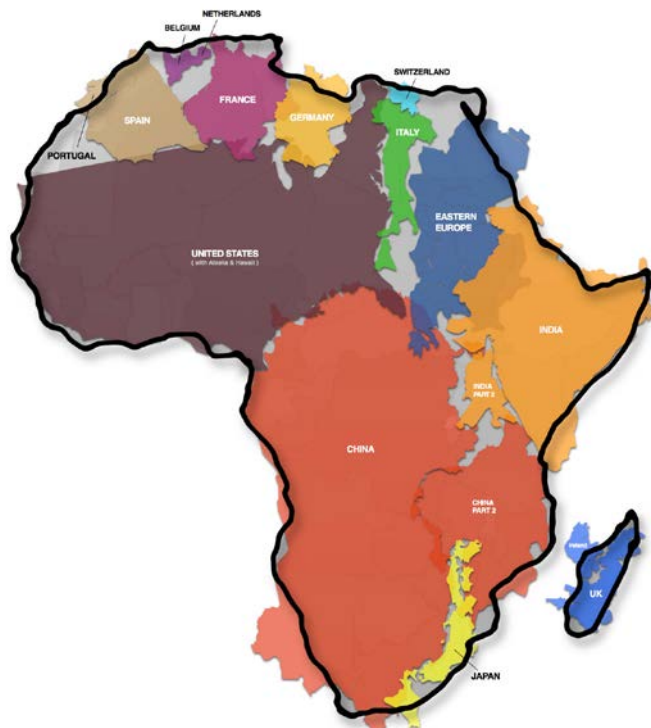 NETHERLANDS
BELGIUM
SWITZERLAND
FRANCE
GERMANY
SPAIN
ITALY
PORTUGAL
EASTERN
EUROPE
UNITED STATES
( with Alaska & Hawaii )
INDIA
INDIA
PART 2
CHINA
CHINA
PART 2
UK
JAPAN